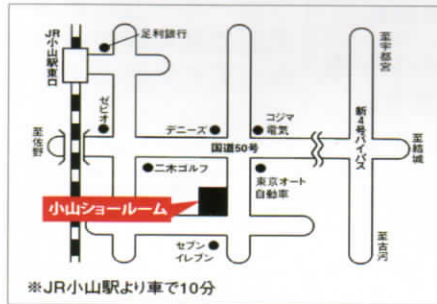 JR小山駅東口
足利銀行
至宇都宮
ゼビオ
デニーズ
コジマ
電気
新4号バイパス
至佐野
国道50号
至結城
二木ゴルフ
東京オート
自動車
小山ショールーム
セブン
イレブン
至古河
※JR小山駅より車で10分